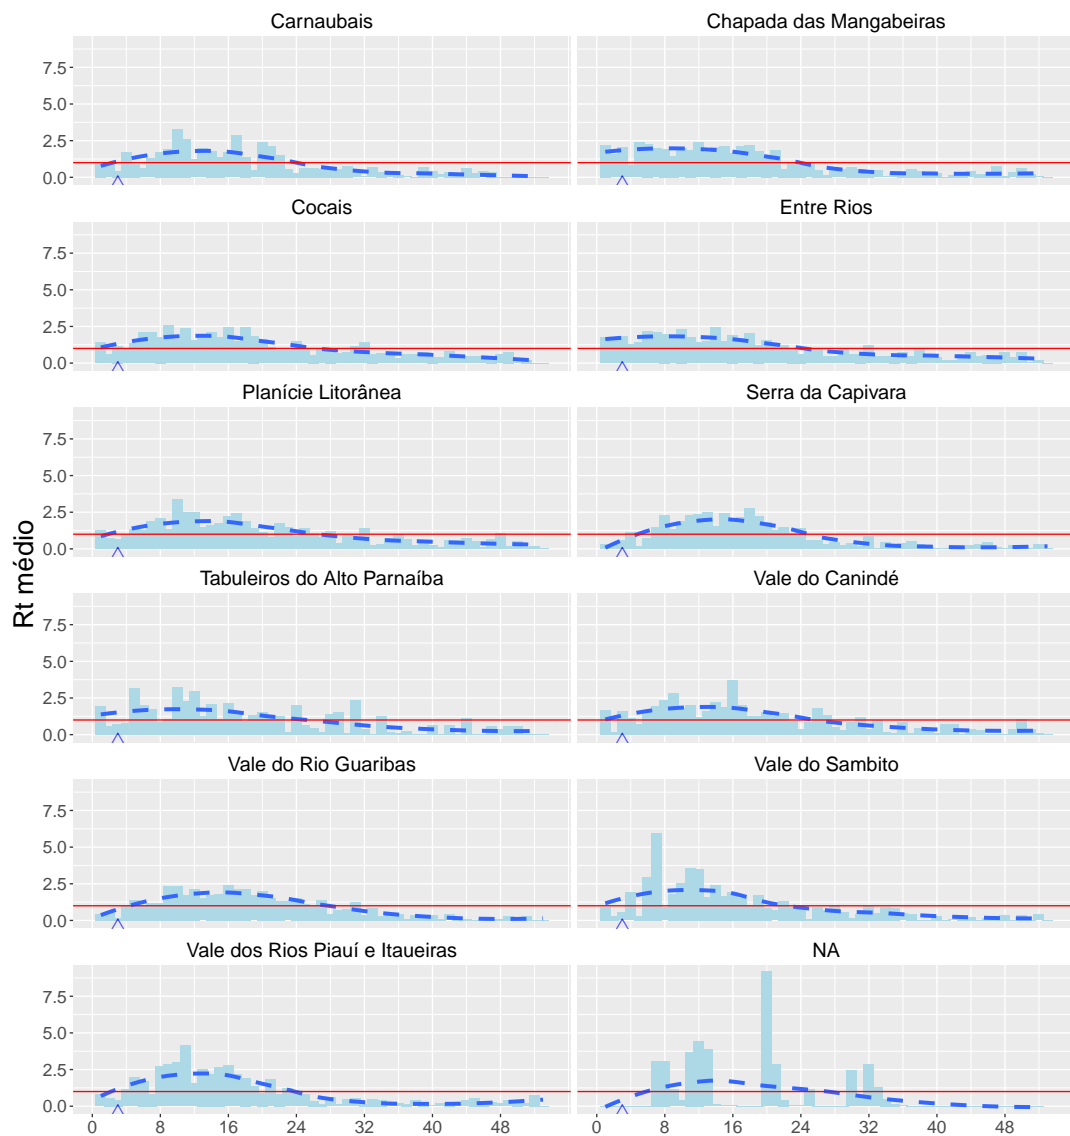 Carnaubais
Chapada das Mangabeiras
7.5
5.0
2.5
0.0
Cocais
Entre Rios
7.5
5.0
2.5
0.0
Planície Litorânea
Serra da Capivara
7.5
5.0
2.5
0.0
Rt médio
Tabuleiros do Alto Parnaíba
Vale do Canindé
7.5
5.0
2.5
0.0
Vale do Rio Guaribas
Vale do Sambito
7.5
5.0
2.5
0.0
Vale dos Rios Piauí e Itaueiras
NA
7.5
5.0
2.5
0.0
0 8 16 24 32 40 48
0 8 16 24 32 40 48